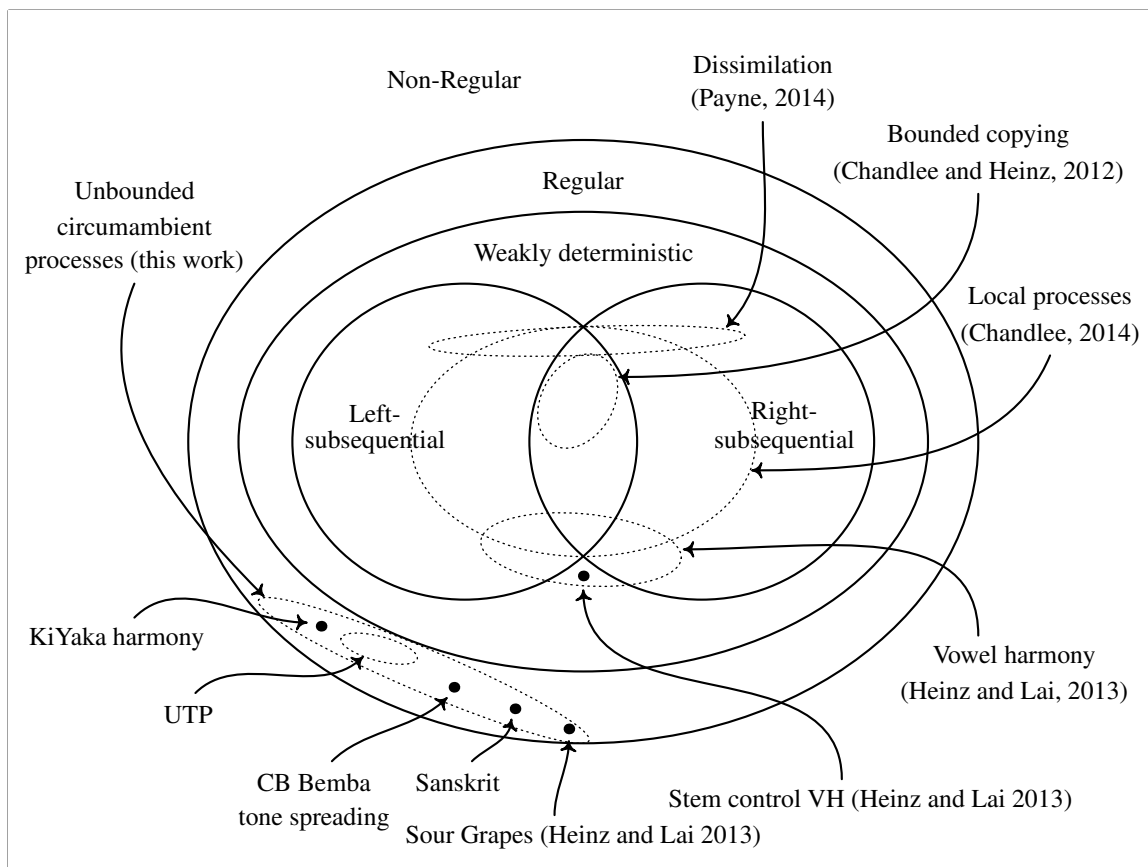 Dissimilation
(Payne, 2014)
Non-Regular
Bounded copying
(Chandlee and Heinz, 2012)
Unbounded
circumambient
processes (this work)
Regular
Weakly deterministic
Local processes
(Chandlee, 2014)
Left-
subsequential
Right-
subsequential
KiYaka harmony
Vowel harmony
(Heinz and Lai, 2013)
UTP
CB Bemba
tone spreading
Sanskrit
Stem control VH (Heinz and Lai 2013)
Sour Grapes (Heinz and Lai 2013)